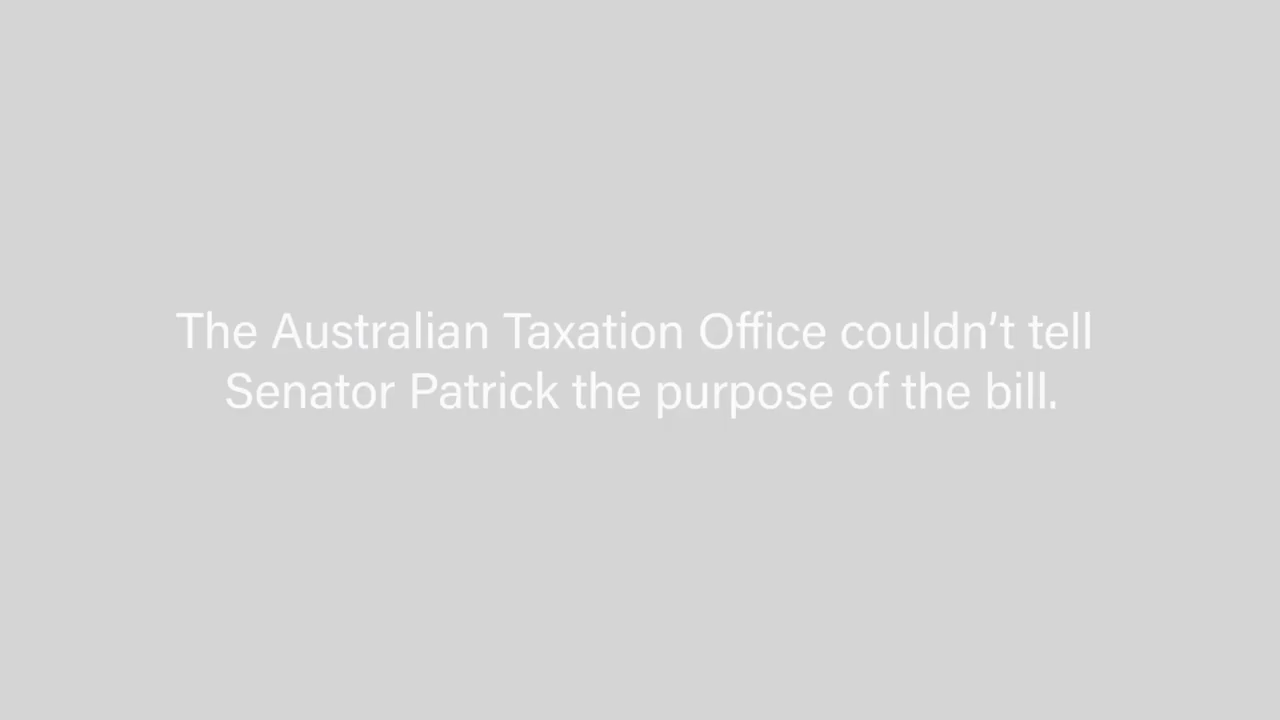 The Australian Taxation Office couldn’t tell
Senator Patrick the purpose of the bill.